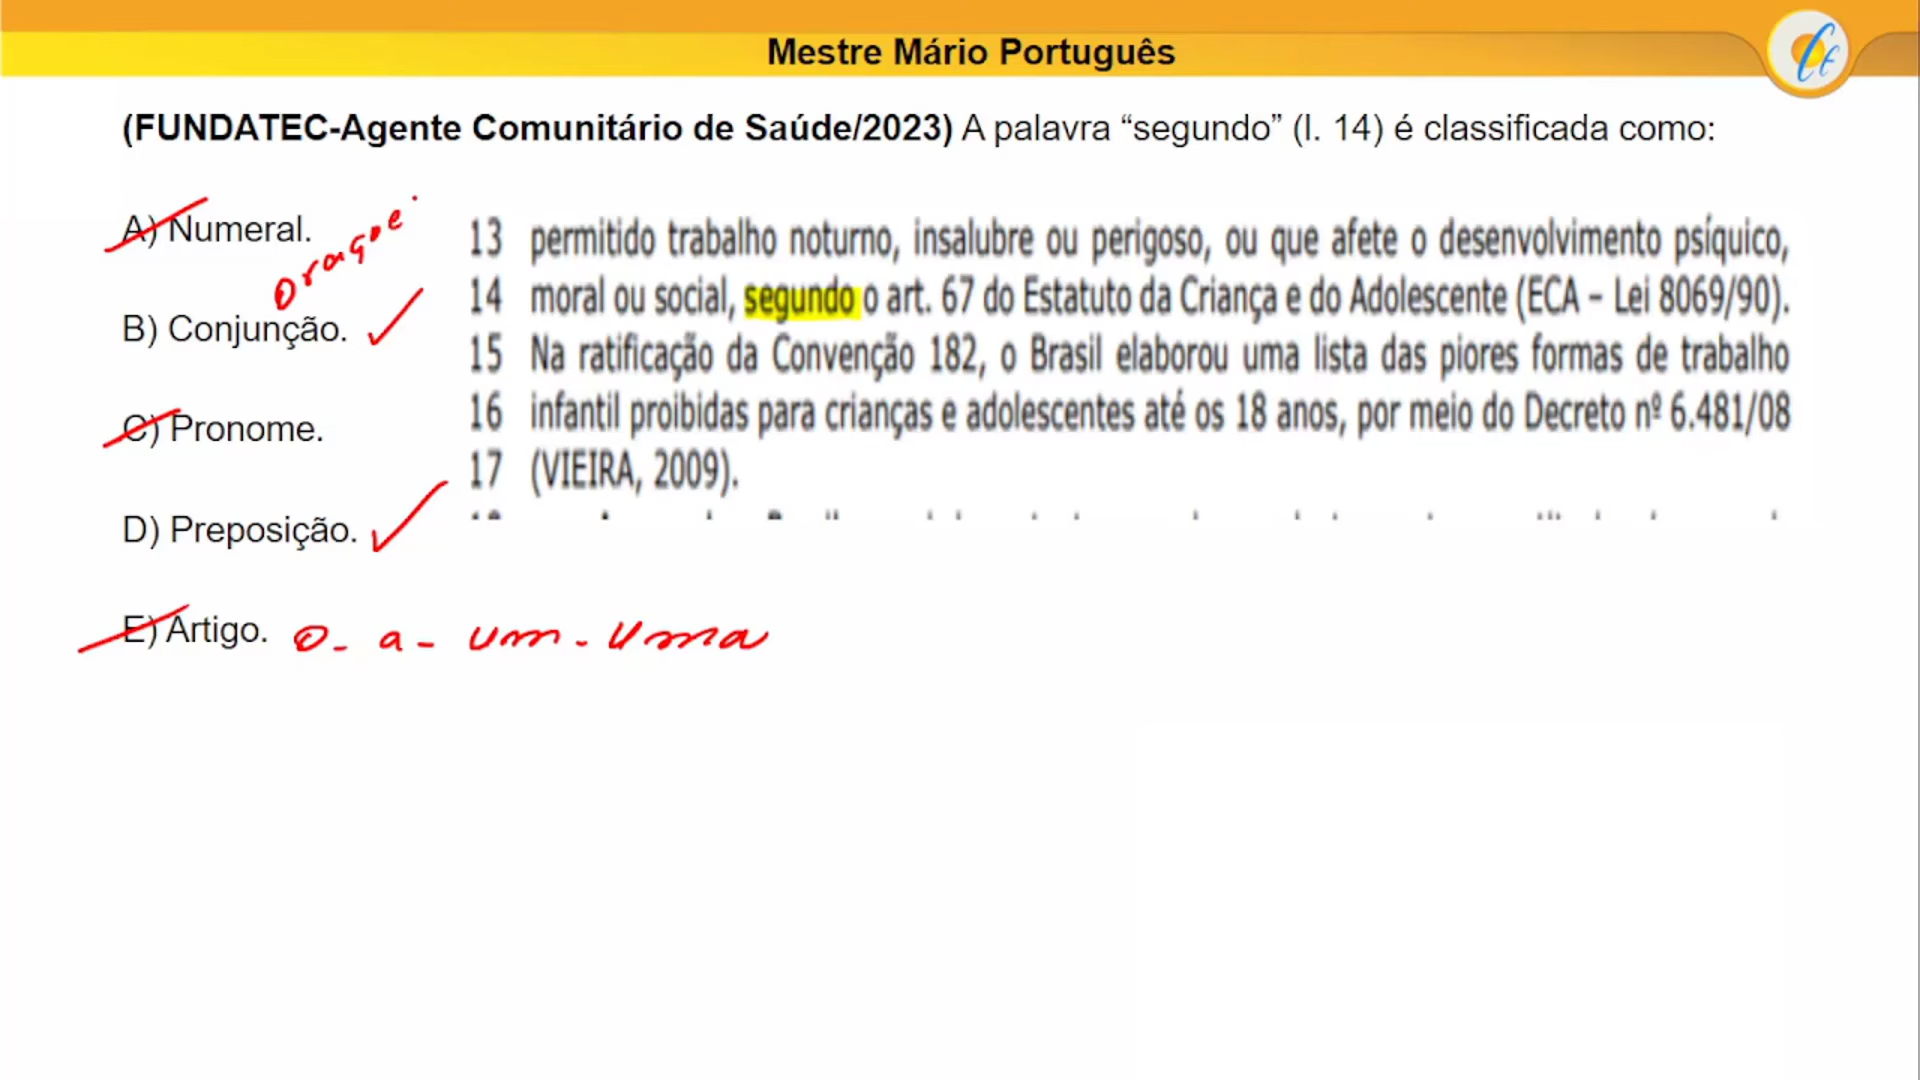 Mestre Mário Português
(FUNDATEC-Agente Comunitário de Saúde/2023) A palavra “segundo” (l. 14) é classificada como:
A) Numeral.
oraçoe
B) Conjunção.
C) Pronome.
D) Preposição.
E) Artigo. o - a - um - uma
13 permitido trabalho noturno, insalubre ou perigoso, ou que afete o desenvolvimento psíquico,
14 moral ou social, segundo o art. 67 do Estatuto da Criança e do Adolescente (ECA – Lei 8069/90).
15 Na ratificação da Convenção 182, o Brasil elaborou uma lista das piores formas de trabalho
16 infantil proibidas para crianças e adolescentes até os 18 anos, por meio do Decreto nº 6.481/08
17 (VIEIRA, 2009).